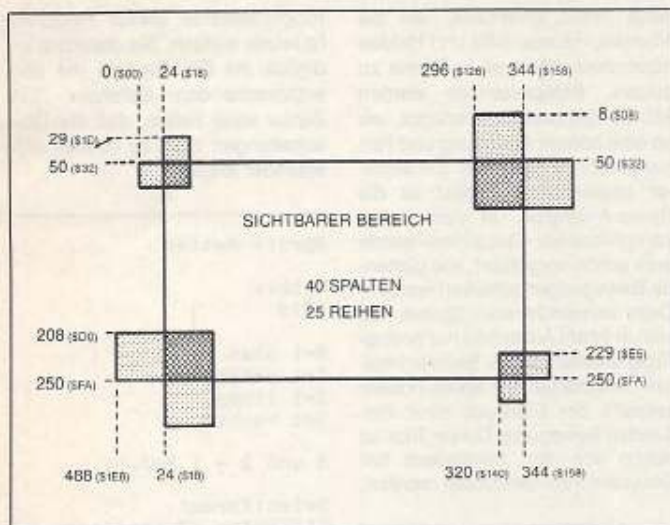 0 ($00) 24 ($18) 296 ($128) 344 ($158)
8 ($08)
29 ($1D)
50 ($32) 50 ($32)
SICHTBARER BEREICH
40 SPALTEN
25 REIHEN
208 ($D0) 229 ($E5)
250 ($FA) 250 ($FA)
488 ($1E8) 24 ($18) 320 ($140) 344 ($158)